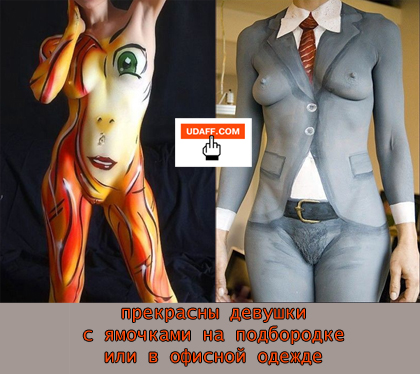 UDAFF.COM
прекрасны девушки
с ямочками на подбородке
или в офисной одежде